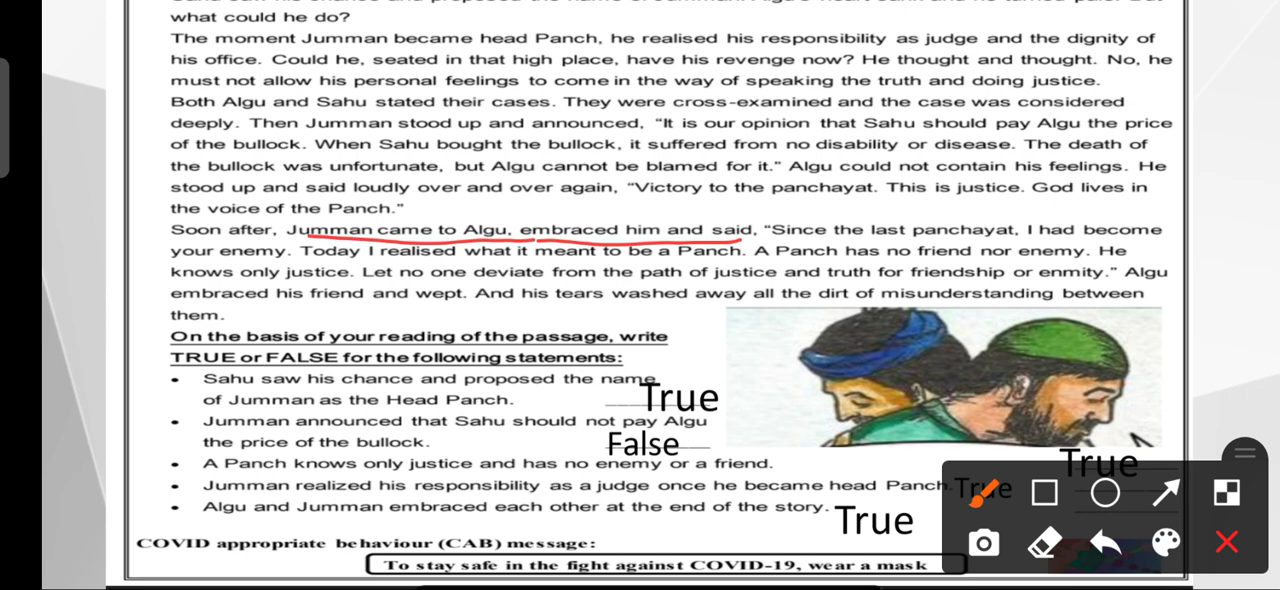 what could he do?
The moment Jumman became head Panch, he realised his responsibility as judge and the dignity of
his office. Could he, seated in that high place, have his revenge now? He thought and thought. No, he
must not allow his personal feelings to come in the way of speaking the truth and doing justice.
Both Algu and Sahu stated their cases. They were cross-examined and the case was considered
deeply. Then Jumman stood up and announced, “It is our opinion that Sahu should pay Algu the price
of the bullock. When Sahu bought the bullock, it suffered from no disability or disease. The death of
the bullock was unfortunate, but Algu cannot be blamed for it.” Algu could not contain his feelings. He
stood up and said loudly over and over again, “Victory to the panchayat. This is justice. God lives in
the voice of the Panch.”
Soon after, Jumman came to Algu, embraced him and said, “Since the last panchayat, I had become
your enemy. Today I realised what it meant to be a Panch. A Panch has no friend nor enemy. He
knows only justice. Let no one deviate from the path of justice and truth for friendship or enmity.” Algu
embraced his friend and wept. And his tears washed away all the dirt of misunderstanding between
them.
On the basis of your reading of the passage, write
TRUE or FALSE for the following statements:
• Sahu saw his chance and proposed the name
of Jumman as the Head Panch. True
• Jumman announced that Sahu should not pay Algu
the price of the bullock. False
• A Panch knows only justice and has no enemy or a friend. True
• Jumman realized his responsibility as a judge once he became head Panch. True
• Algu and Jumman embraced each other at the end of the story. True
COVID appropriate behaviour (CAB) message:
To stay safe in the fight against COVID-19, wear a mask